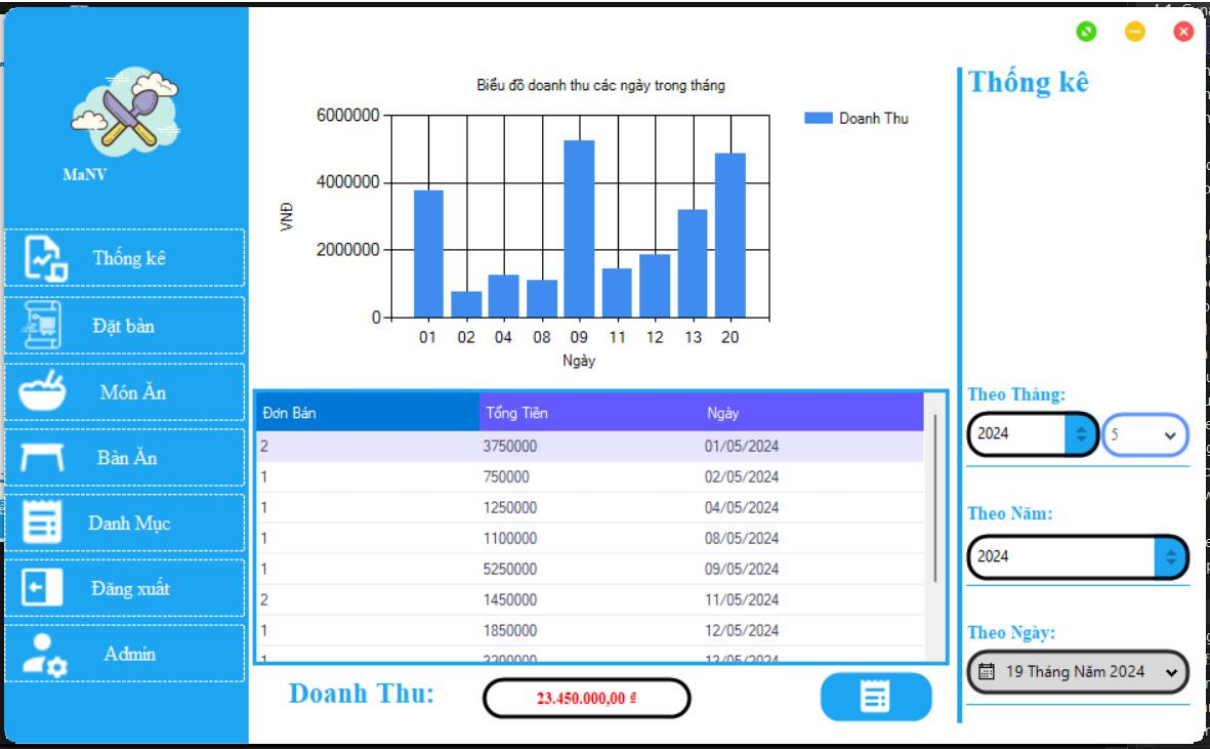 MaNV
Thống kê
Đặt bàn
Món Ăn
Bàn Ăn
Danh Mục
Đăng xuất
Admin
Biểu đồ doanh thu các ngày trong tháng
Doanh Thu
6000000
4000000
2000000
0
VNĐ
01 02 04 08 09 11 12 13 20
Ngày
Đơn Bán Tổng Tiền Ngày
2 3750000 01/05/2024
1 750000 02/05/2024
1 1250000 04/05/2024
1 1100000 08/05/2024
1 5250000 09/05/2024
2 1450000 11/05/2024
1 1850000 12/05/2024
1 3200000 13/05/2024
Doanh Thu: 23.450.000,00 ₫
Thống kê
Theo Tháng:
2024 5
Theo Năm:
2024
Theo Ngày:
19 Tháng Năm 2024